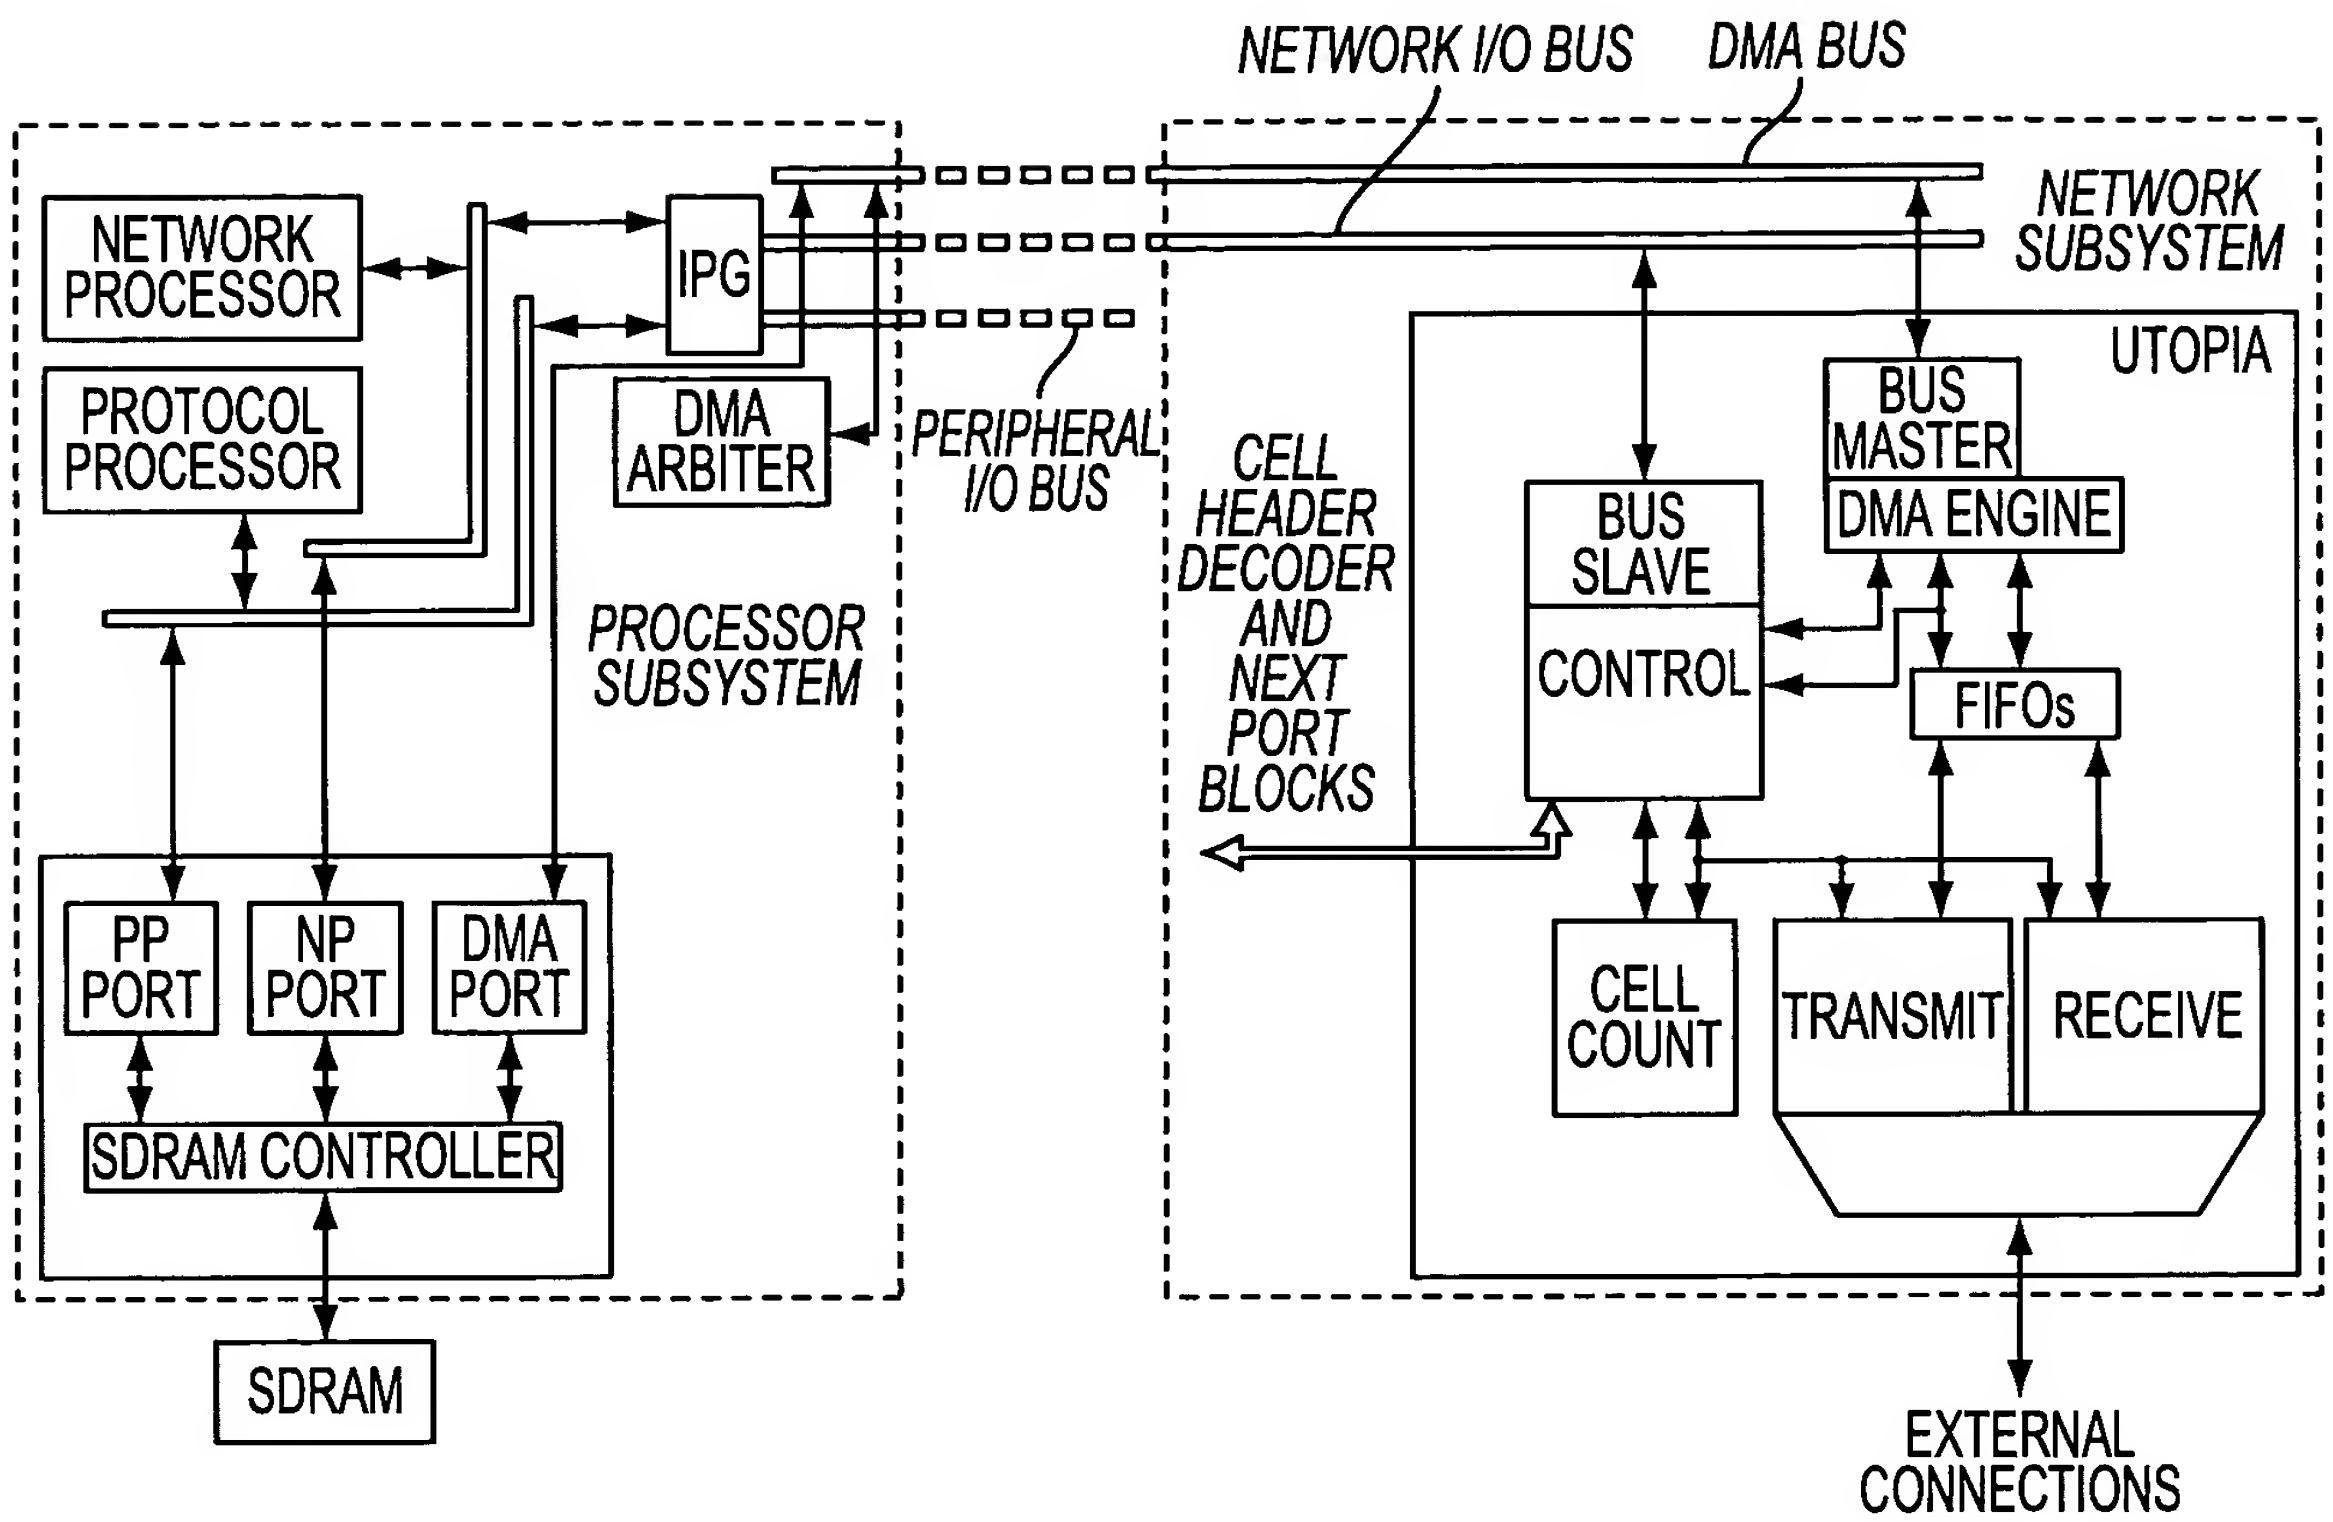 NETWORK I/O BUS
DMA BUS
NETWORK
PROCESSOR
PROTOCOL
PROCESSOR
IPG
DMA
ARBITER
PERIPHERAL
I/O BUS
PROCESSOR
SUBSYSTEM
PP
PORT
NP
PORT
DMA
PORT
SDRAM CONTROLLER
SDRAM
NETWORK
SUBSYSTEM
UTOPIA
CELL
HEADER
DECODER
AND
NEXT
PORT
BLOCKS
BUS
MASTER
DMA ENGINE
BUS
SLAVE
CONTROL
FIFOs
CELL
COUNT
TRANSMIT
RECEIVE
EXTERNAL
CONNECTIONS